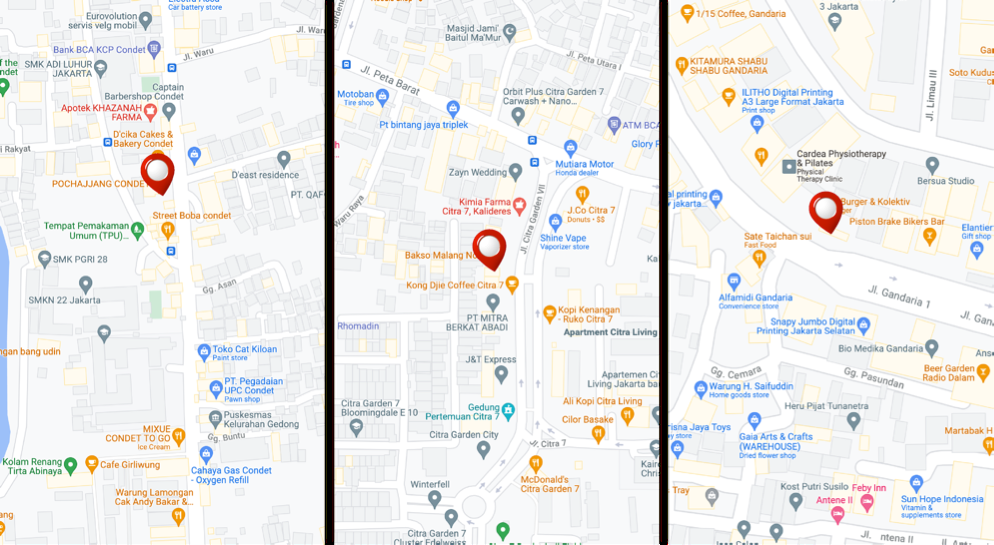 Eurovolution
servis velg mobil
Car battery store
Jl. Waru
Bank BCA KCP Condet
SMK ADI LUHUR
JAKARTA
Captain
Barbershop Condet
Apotek KHAZANAH
FARMA
D'cika Cakes &
Bakery Condet
i Rakyat
D'east residence
POCHAJJANG CONDET
PT. QAF
Street Boba condet
Tempat Pemakaman
Umum (TPU)...
SMK PGRI 28
SMKN 22 Jakarta
Gg. Asan
ngan bang udin
Toko Cat Kiloan
Paint store
PT. Pegadaian
UPC Condet
Pawn shop
Puskesmas
Kelurahan Gedong
Gg. Buntu
MIXUE
CONDET TO GO
Ice Cream
Kolam Renang
Tirta Abinaya
Cafe Girliwung
Cahaya Gas Condet
- Oxygen Refill
Warung Lamongan
Cak Andy Bakar &...
Masjid Jami'
Baitul Ma'mur
Jl. Peta Utara I
Jl. Peta Barat
Motoban
Tire shop
Orbit Plus Citra Garden 7
Carwash + Nano...
Pt bintang jaya triplek
ATM BCA
Glory F
Mutiara Motor
Honda dealer
Zayn Wedding
Kimia Farma
Citra 7, Kalideres
J.Co Citra 7
Donuts - $$
Waru Raya
Jl. Citra Garden VII
Shine Vape
Vaporizer store
Bakso Malang No
Kong Djie Coffee Citra 7
PT MITRA
BERKAT ABADI
Kopi Kenangan
- Ruko Citra 7
Rhomadin
Apartment Citra Living
J&T Express
Apartemen Ci
Living Jakarta ba
Citra Garden 7
Bloomingdale E 10
Gedung
Pertemuan Citra 7
Ali Kopi Citra Living
Cilor Basake
Citra Garden City
Jl. Citra 7
Kaire
Chris
McDonald's
Citra Garden 7
Winterfell
Citra Garden 7
Cluster Edelweiss
1/15 Coffee, Gandaria
3 Jakarta
KITAMURA SHABU
SHABU GANDARIA
Soto Kudus
Jl. Limau III
ILITHO Digital Printing
A3 Large Format Jakarta
Print shop
Cardea Physiotherapy
& Pilates
Physical
Therapy Clinic
Bersua Studio
al printing
jakarta...
Burger & Kolektiv
Piston Brake Bikers Bar
Elantier
Gift shop
Sate Taichan sui
Fast Food
Alfamidi Gandaria
Convenience store
Jl. Gandaria 1
Jl. Gan
Snapy Jumbo Digital
Printing Jakarta Selatan
Bio Medika Gandaria
Anse
Gg. Cemara
Gg. Pasundan
Beer Garden
Radio Dalam
Warung H. Saifuddin
Home goods store
Heru Pijat Tunanetra
risna Jaya Toys
y store
Gaia Arts & Crafts
(WAREHOUSE)
Dried flower shop
Martabak H
Tray
Kost Putri Susilo
Feby Inn
Antene II
Sun Hope Indonesia
Vitamin &
supplements store
Jl. ntena II